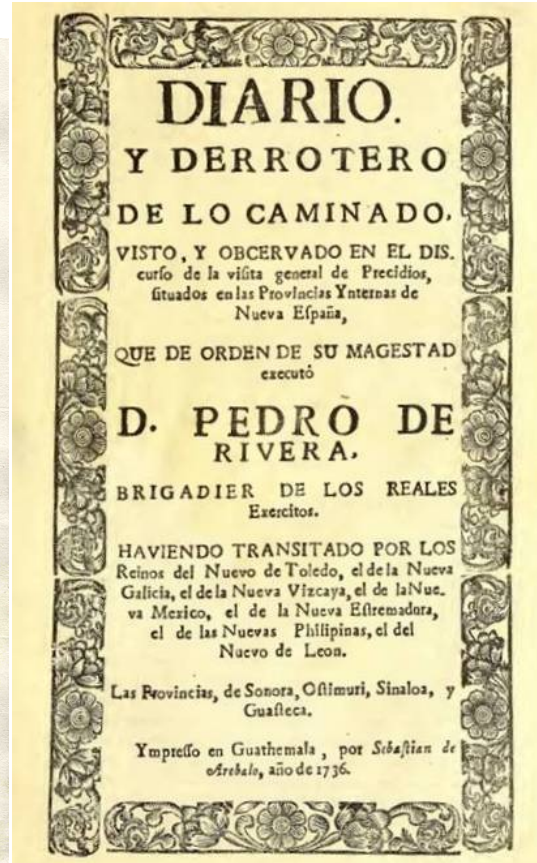 DIARIO.
Y DERROTERO
DE LO CAMINADO,
VISTO, Y OBCERVADO EN EL DIS.
curſo de la viſita general de Precidios,
ſituados en las Provincias Ynternas de
Nueva Eſpaña,
QUE DE ORDEN DE SU MAGESTAD
executó
D. PEDRO DE
RIVERA,
BRIGADIER DE LOS REALES
Exercitos.
HAVIENDO TRANSITADO POR LOS
Reinos del Nuevo de Toledo, el de la Nueva
Galicia, el de la Nueva Vizcaya, el de la Nue.
va Mexico, el de la Nueva Eſtremadura,
el de las Nuevas Philipinas, el del
Nuevo de Leon.
Las Provincias, de Sonora, Oſtimuri, Sinaloa, y
Guaſteca.
Ympreſſo en Guathemala, por Sebaſtian de
Arebalo, año de 1736.